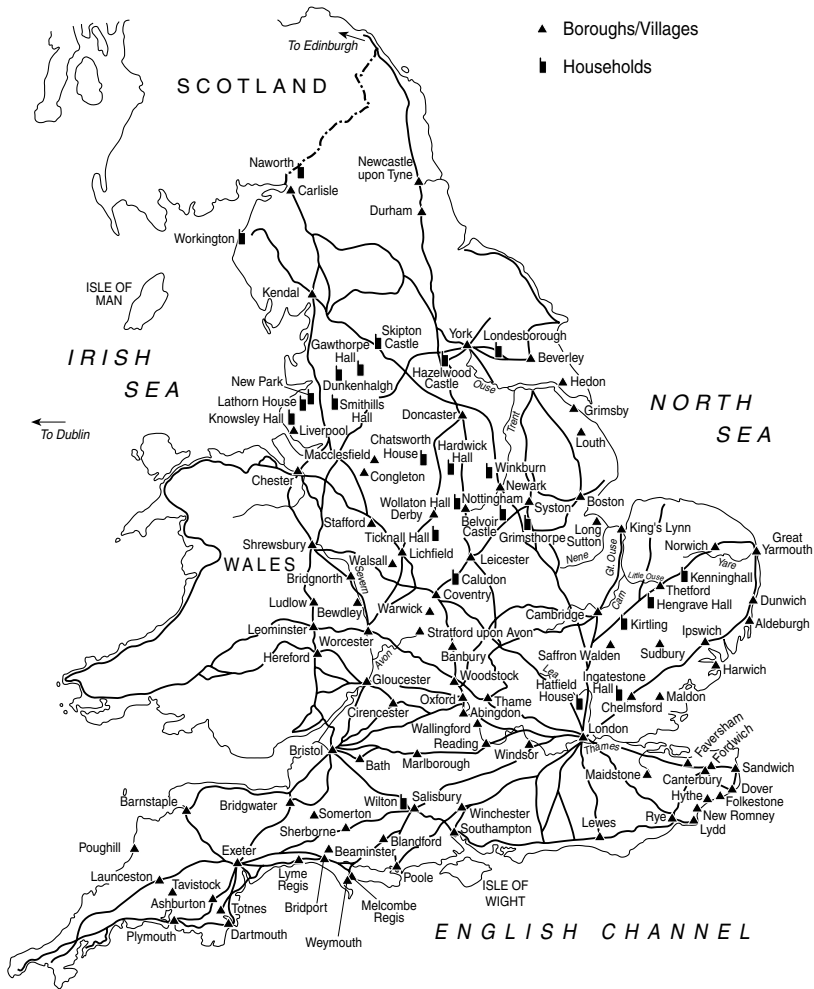 To Edinburgh
Boroughs/Villages
Households
SCOTLAND
Naworth
Carlisle
Newcastle
upon Tyne
Durham
Workington
ISLE OF
MAN
Kendal
IRISH
SEA
To Dublin
NORTH
SEA
Skipton
Castle
Gawthorpe
Hall
Dunkenhalgh
York
Londesborough
Beverley
Hazelwood
Castle
Ouse
Hedon
New Park
Lathorn House
Knowsley Hall
Smithills
Hall
Liverpool
Doncaster
Trent
Grimsby
Louth
Macclesfield
Chester
Congleton
Chatsworth
House
Hardwick
Hall
Winkburn
Newark
Wollaton Hall
Nottingham
Derby
Belvoir
Castle
Syston
Grimsthorpe
Boston
Long
Sutton
King's Lynn
Stafford
Ticknall Hall
Lichfield
Leicester
Nene
Gt. Ouse
Norwich
Great
Yarmouth
Yare
Shrewsbury
WALES
Walsall
Bridgnorth
Severn
Caludon
Coventry
Little Ouse
Kenninghall
Thetford
Hengrave Hall
Dunwich
Aldeburgh
Ludlow
Bewdley
Warwick
Cambridge
Cam
Kirtling
Leominster
Worcester
Stratford upon Avon
Saffron Walden
Sudbury
Ipswich
Hereford
Avon
Banbury
Harwich
Gloucester
Woodstock
Lea
Hatfield
House
Ingatestone
Hall
Chelmsford
Maldon
Cirencester
Oxford
Thame
Abingdon
Wallingford
Reading
London
Thames
Windsor
Bristol
Bath
Marlborough
Faversham
Fordwich
Sandwich
Maidstone
Canterbury
Dover
Hythe
Folkestone
New Romney
Rye
Lydd
Barnstaple
Bridgwater
Somerton
Wilton
Salisbury
Winchester
Sherborne
Southampton
Lewes
Poughill
Exeter
Blandford
Beaminster
Lyme
Regis
Poole
ISLE OF
WIGHT
Launceston
Tavistock
Ashburton
Totnes
Bridport
Melcombe
Regis
Weymouth
Plymouth
Dartmouth
ENGLISH CHANNEL